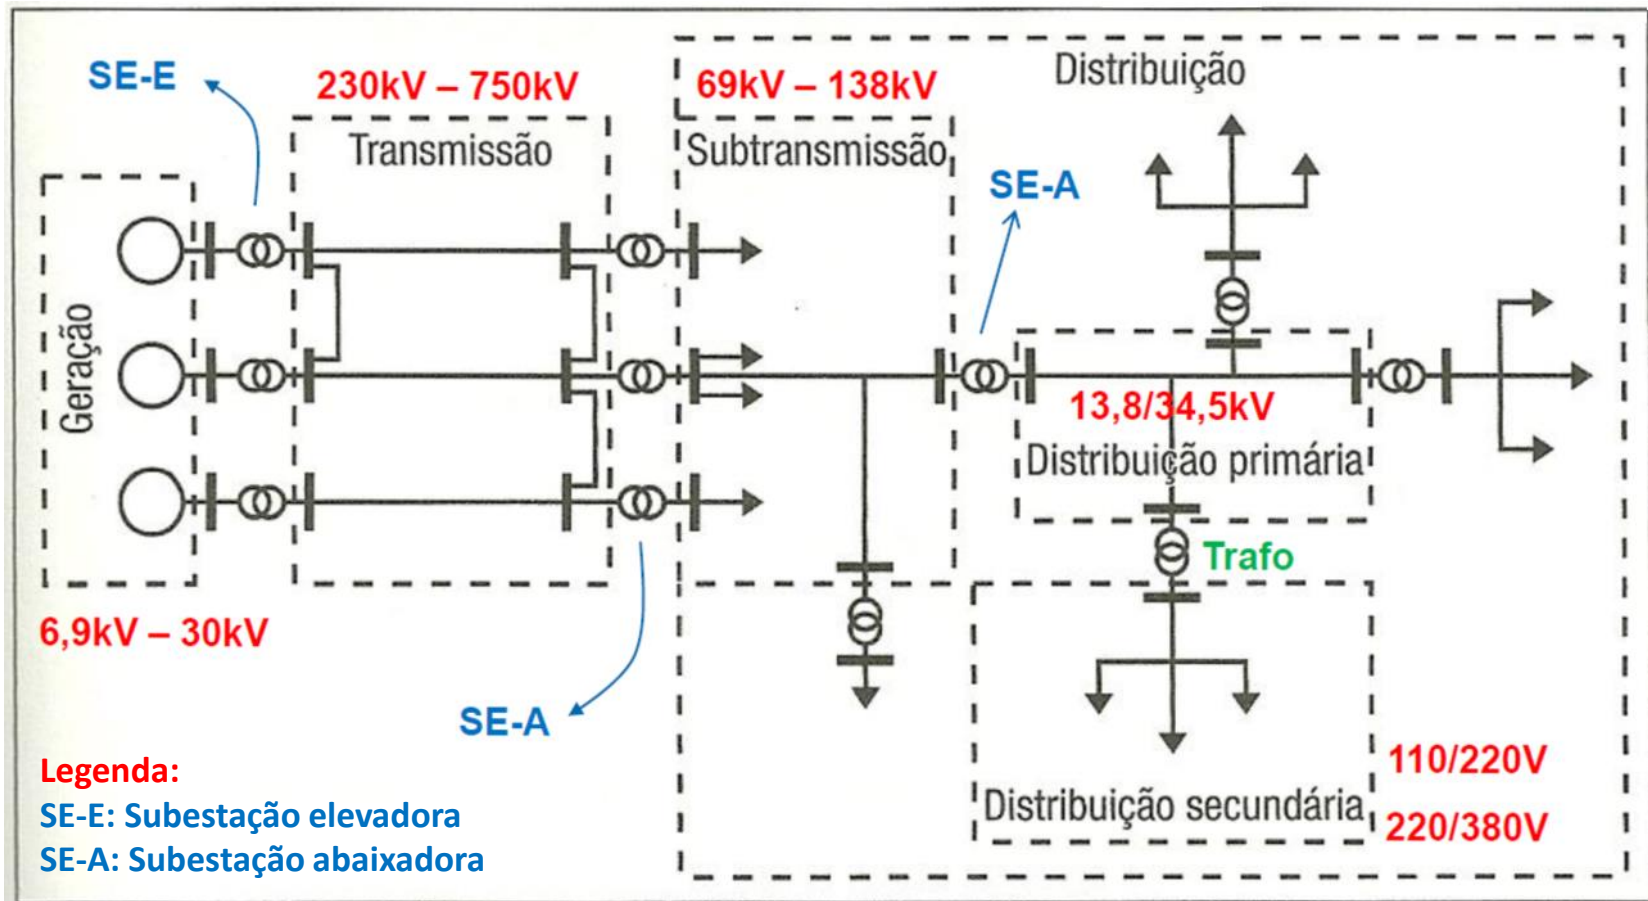 SE-E
230kV – 750kV
69kV – 138kV
Distribuição
Transmissão
Subtransmissão
SE-A
Geração
13,8/34,5kV
Distribuição primária
Trafo
6,9kV – 30kV
SE-A
110/220V
Distribuição secundária
220/380V
Legenda:
SE-E: Subestação elevadora
SE-A: Subestação abaixadora